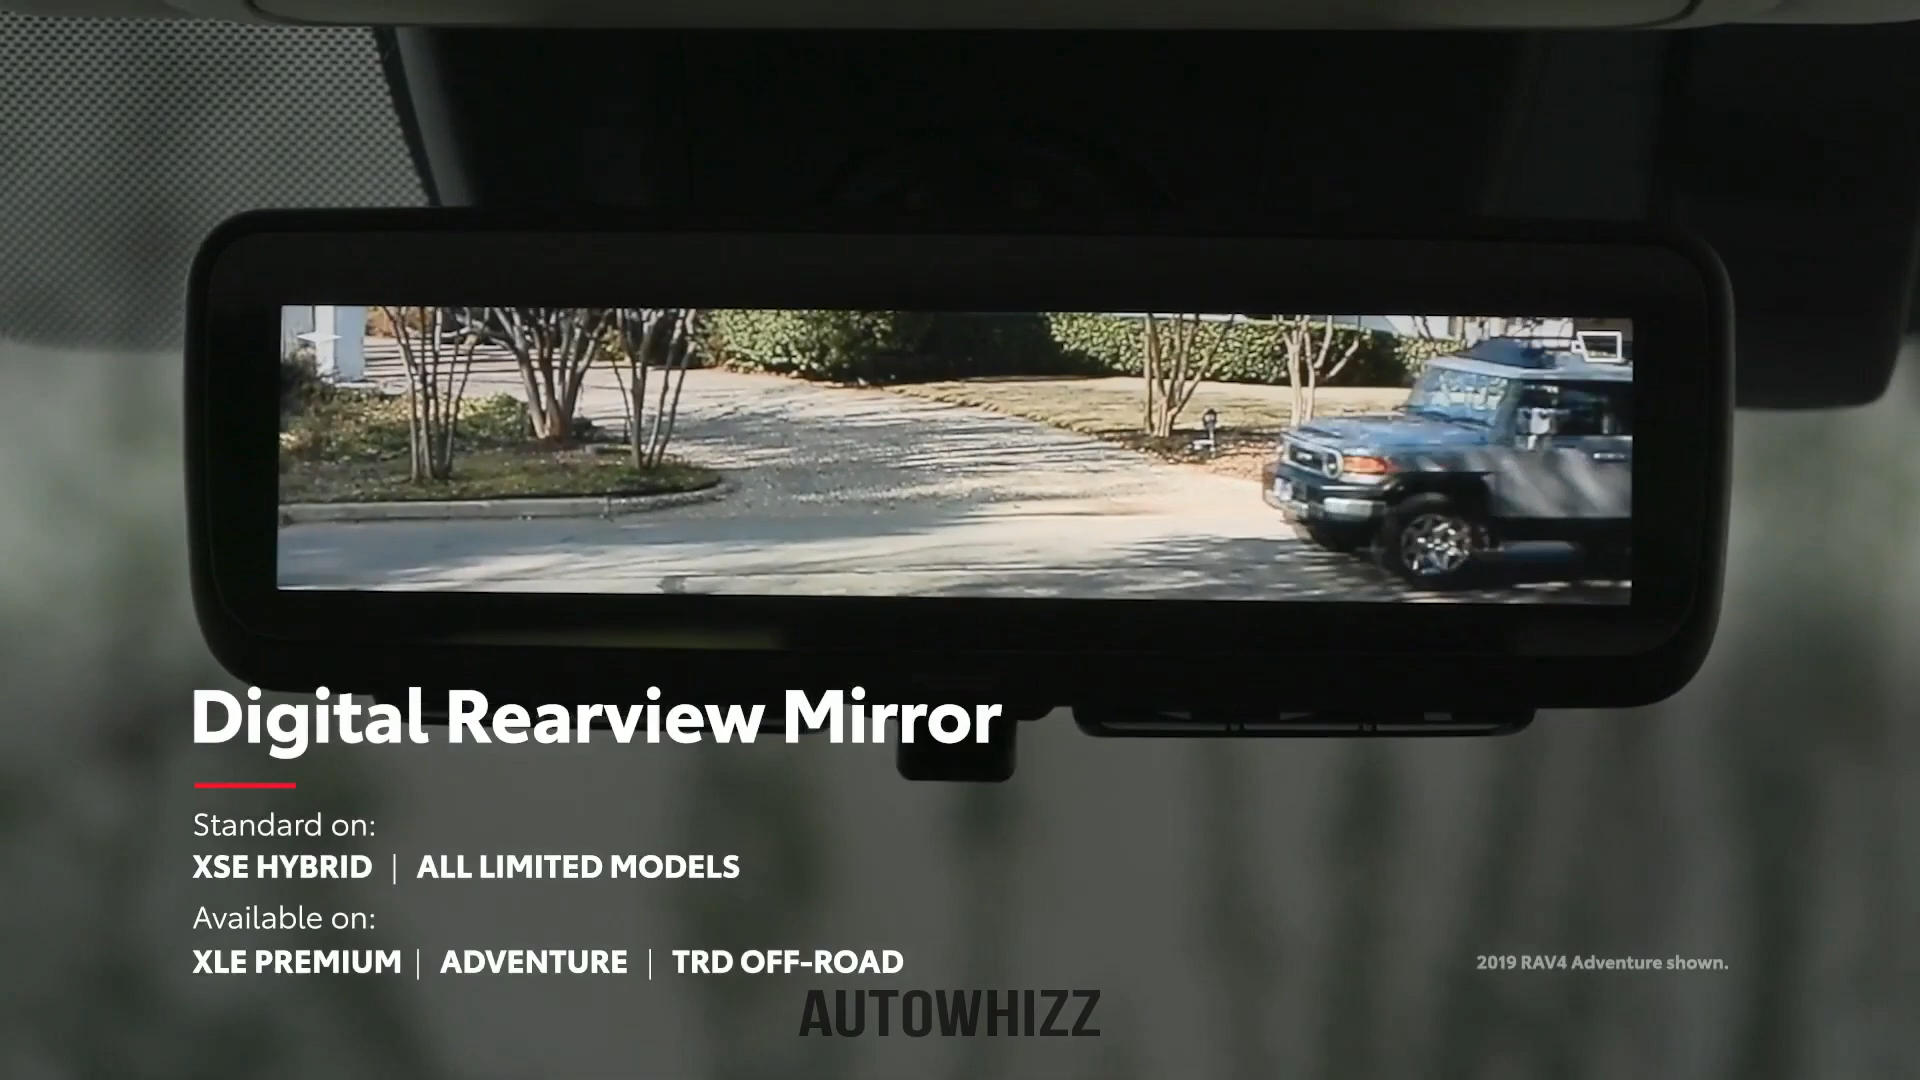 Digital Rearview Mirror
Standard on:
XSE HYBRID | ALL LIMITED MODELS
Available on:
XLE PREMIUM | ADVENTURE | TRD OFF-ROAD
2019 RAV4 Adventure shown.
AUTOWHIZZ